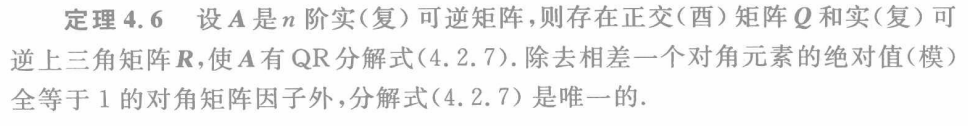 定理 4.6 设 A 是 n 阶实(复)可逆矩阵,则存在正交(酉)矩阵 Q 和实(复)可
逆上三角矩阵 R,使 A 有 QR 分解式(4.2.7). 除去相差一个对角元素的绝对值(模)
全等于 1 的对角矩阵因子外,分解式(4.2.7) 是唯一的.